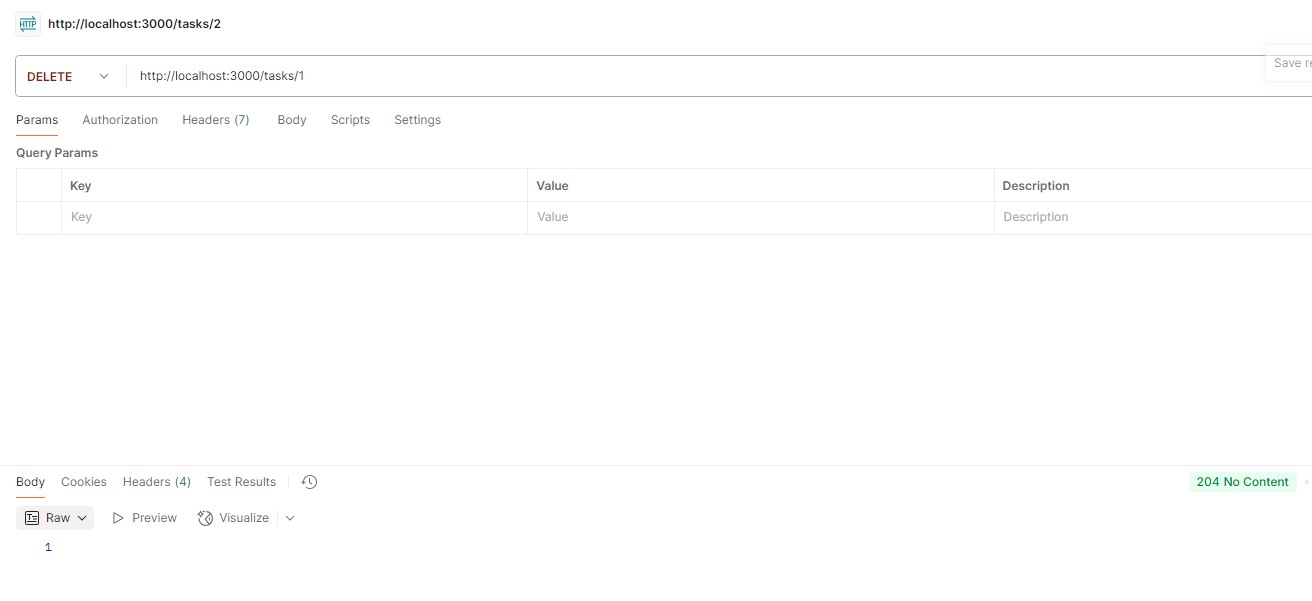 HTTP http://localhost:3000/tasks/2
DELETE http://localhost:3000/tasks/1
Save
Params Authorization Headers (7) Body Scripts Settings
Query Params
Key Value Description
Key Value Description
Body Cookies Headers (4) Test Results 204 No Content
Raw Preview Visualize
1